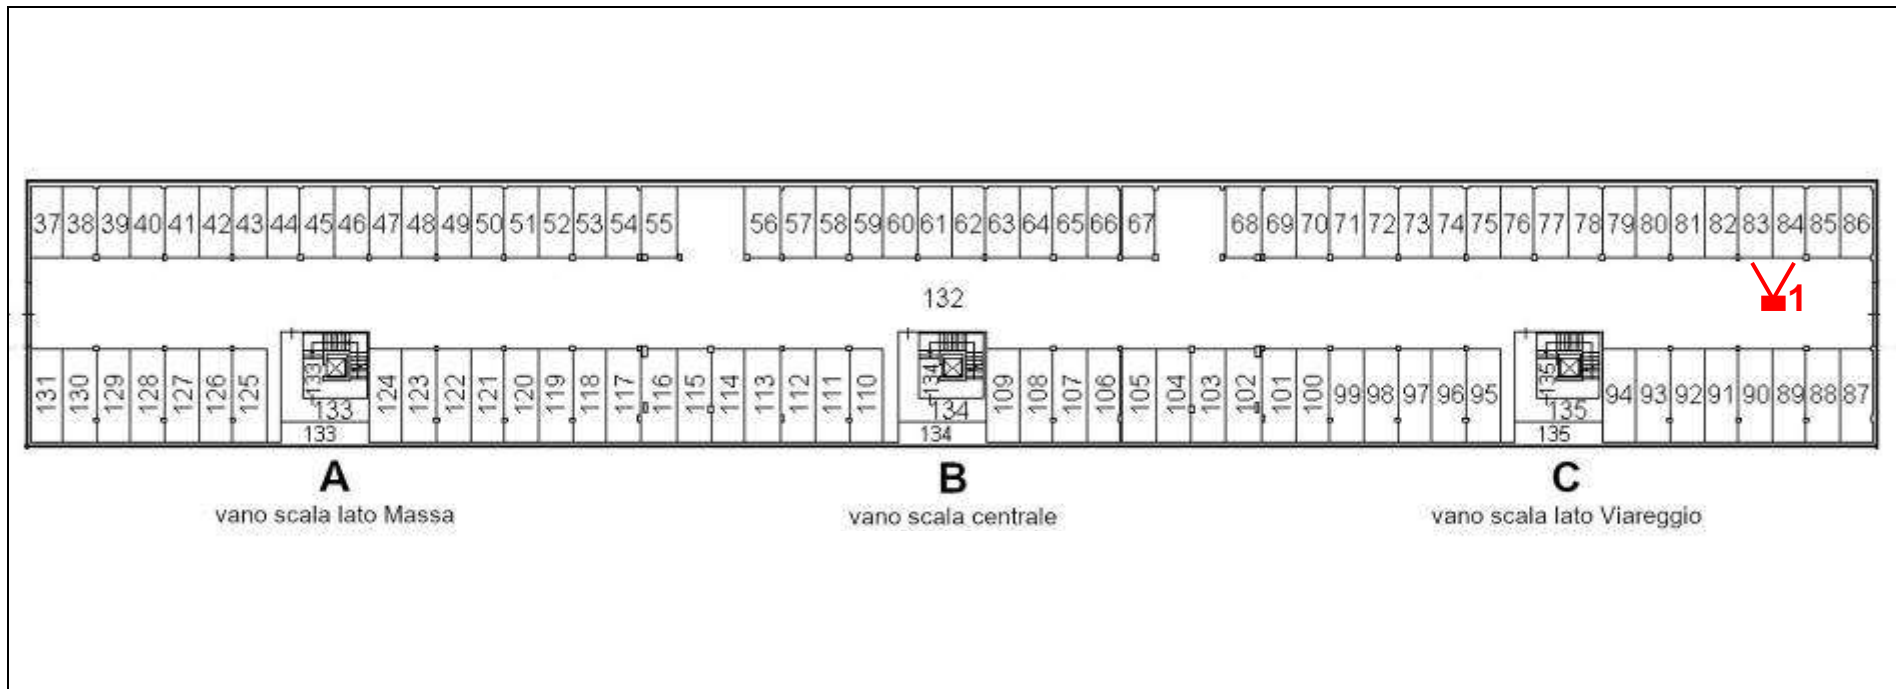 37 38 39 40 41 42 43 44 45 46 47 48 49 50 51 52 53 54 55 56 57 58 59 60 61 62 63 64 65 66 67 68 69 70 71 72 73 74 75 76 77 78 79 80 81 82 83 84 85 86
132
1
131 130 129 128 127 126 125 133 124 123 122 121 120 119 118 117 116 115 114 113 112 111 110 134 109 108 107 106 105 104 103 102 101 100 99 98 97 96 95 135 94 93 92 91 90 89 88 87
133 134 135
133 134 135
A B C
vano scala lato Massa
vano scala centrale
vano scala lato Viareggio